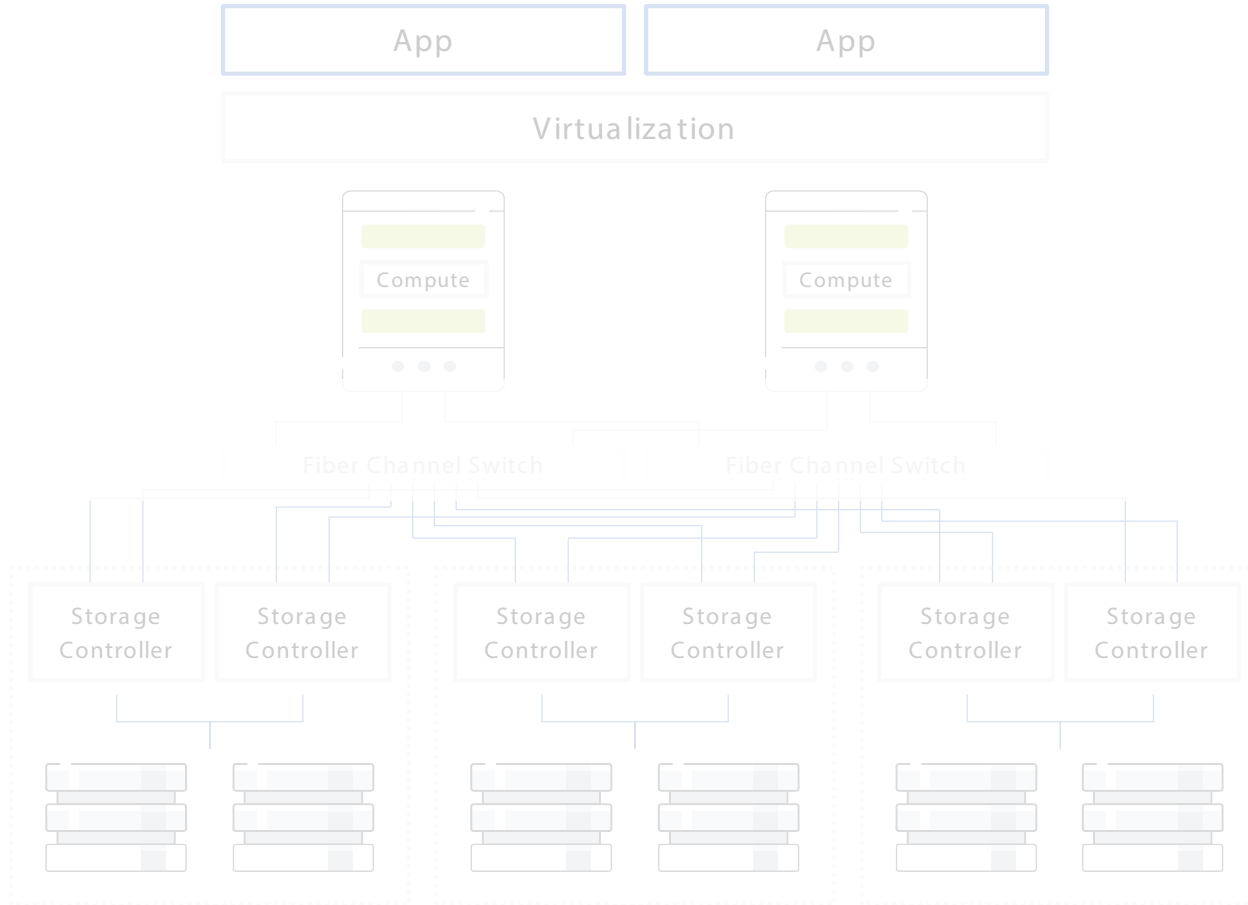 App
App
Virtualization
Compute
Compute
Fiber Channel Switch
Fiber Channel Switch
Storage
Controller
Storage
Controller
Storage
Controller
Storage
Controller
Storage
Controller
Storage
Controller